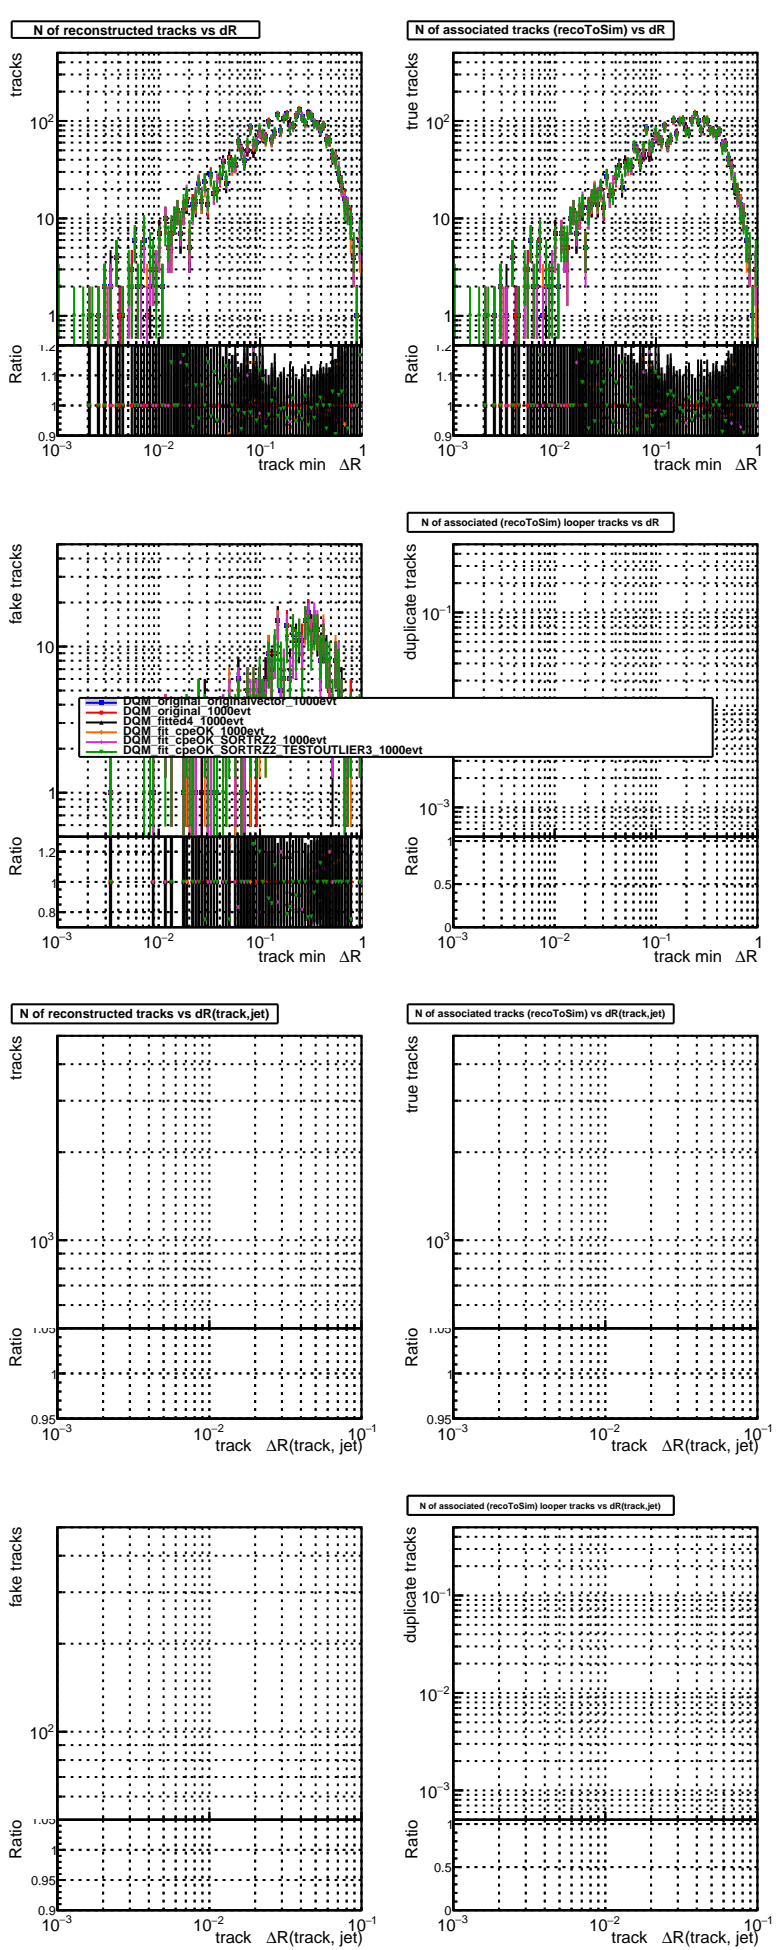 N of reconstructed tracks vs dR
N of associated tracks (recoToSim) vs dR
tracks
10²
10
1
true tracks
10²
10
1
Ratio
1.2
1.1
1
0.9
Ratio
1.2
1.1
1
0.9
10⁻³ 10⁻² 10⁻¹ 1
track min ΔR
10⁻³ 10⁻² 10⁻¹ 1
track min ΔR
N of associated (recoToSim) looper tracks vs dR
fake tracks
10
1
duplicate tracks
10⁻¹
10⁻³
DQM_original_originalvector_1000evt
DQM_original_1000evt
DQM_fitted4_1000evt
DQM_fit_cpeOK_1000evt
DQM_fit_cpeOK_SORTRZ2_1000evt
DQM_fit_cpeOK_SORTRZ2_TESTOUTLIER3_1000evt
Ratio
1.2
1
0.8
Ratio
1
0.5
0
10⁻³ 10⁻² 10⁻¹ 1
track min ΔR
10⁻³ 10⁻² 10⁻¹ 1
track min ΔR
N of reconstructed tracks vs dR(track,jet)
N of associated tracks (recoToSim) vs dR(track,jet)
tracks
10³
true tracks
10³
Ratio
1.05
1
0.95
Ratio
1.05
1
0.95
10⁻³ 10⁻² 10⁻¹
track ΔR(track, jet)
10⁻³ 10⁻² 10⁻¹
track ΔR(track, jet)
N of associated (recoToSim) looper tracks vs dR(track,jet)
fake tracks
10²
duplicate tracks
10⁻¹
10⁻²
10⁻³
Ratio
1.05
1
0.95
0.9
Ratio
1
0.5
0
10⁻³ 10⁻² 10⁻¹
track ΔR(track, jet)
10⁻³ 10⁻² 10⁻¹
track ΔR(track, jet)